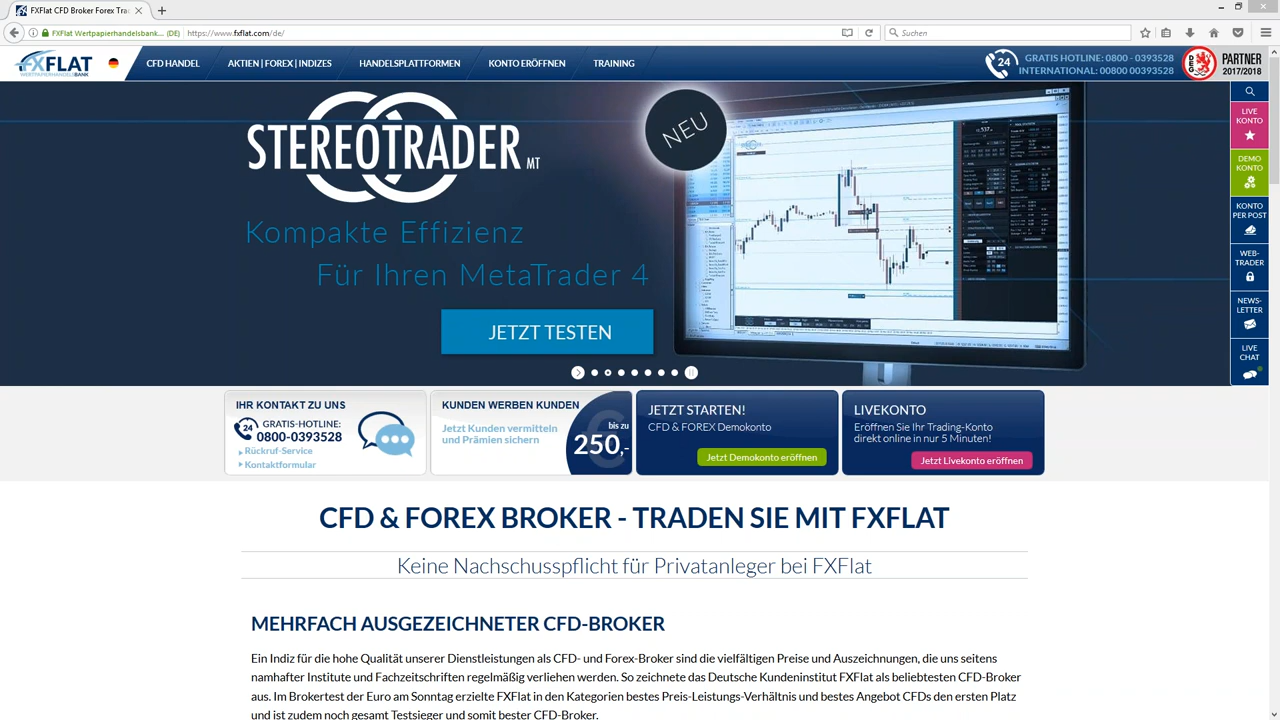 FXFlat CFD Broker Forex Trad
FXFlat Wertpapierhandelsbank... (DE)
https://www.fxflat.com/de/
Suchen
FXFLAT
WERTPAPIERHANDELSBANK
CFD HANDEL
AKTIEN | FOREX | INDIZES
HANDELSPLATTFORMEN
KONTO ERÖFFNEN
TRAINING
24
GRATIS HOTLINE: 0800 - 0393528
INTERNATIONAL: 00800 00393528
DEG
PARTNER
2017/2018
STEREOTRADER MT
NEU
Komplexe Effizienz
Für Ihren Metatrader 4
JETZT TESTEN
LIVE
KONTO
DEMO
KONTO
KONTO
PER POST
WEB-
TRADER
NEWS-
LETTER
LIVE
CHAT
IHR KONTAKT ZU UNS
24
GRATIS-HOTLINE:
0800-0393528
Rückruf-Service
Kontaktformular
KUNDEN WERBEN KUNDEN
Jetzt Kunden vermitteln
und Prämien sichern
bis zu
250,-
JETZT STARTEN!
CFD & FOREX Demokonto
Jetzt Demokonto eröffnen
LIVEKONTO
Eröffnen Sie Ihr Trading-Konto
direkt online in nur 5 Minuten!
Jetzt Livekonto eröffnen
CFD & FOREX BROKER - TRADEN SIE MIT FXFLAT
Keine Nachschusspflicht für Privatanleger bei FXFlat
MEHRFACH AUSGEZEICHNETER CFD-BROKER
Ein Indiz für die hohe Qualität unserer Dienstleistungen als CFD- und Forex-Broker sind die vielfältigen Preise und Auszeichnungen, die uns seitens
namhafter Institute und Fachzeitschriften regelmäßig verliehen werden. So zeichnete das Deutsche Kundeninstitut FXFlat als beliebtesten CFD-Broker
aus. Im Brokertest der Euro am Sonntag erzielte FXFlat in den Kategorien bestes Preis-Leistungs-Verhältnis und bestes Angebot CFDs den ersten Platz
und ist zudem noch gesamt Testsieger und somit bester CFD-Broker.